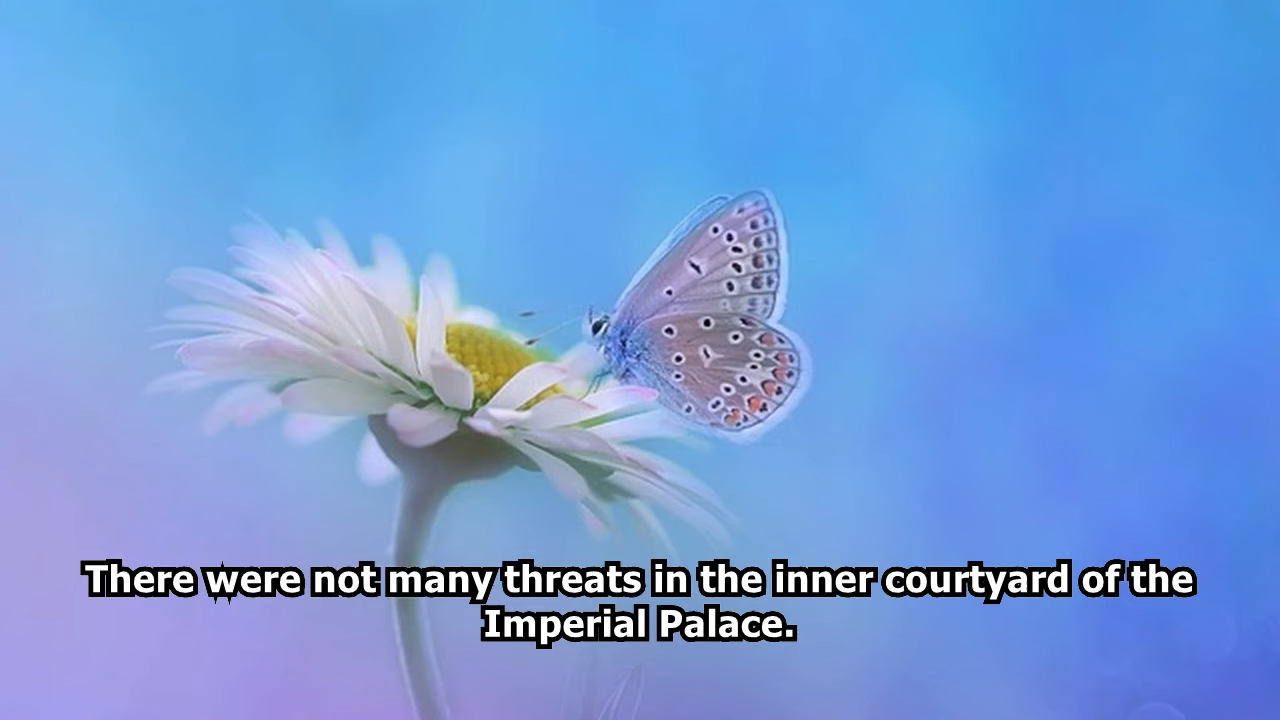 There were not many threats in the inner courtyard of the
Imperial Palace.